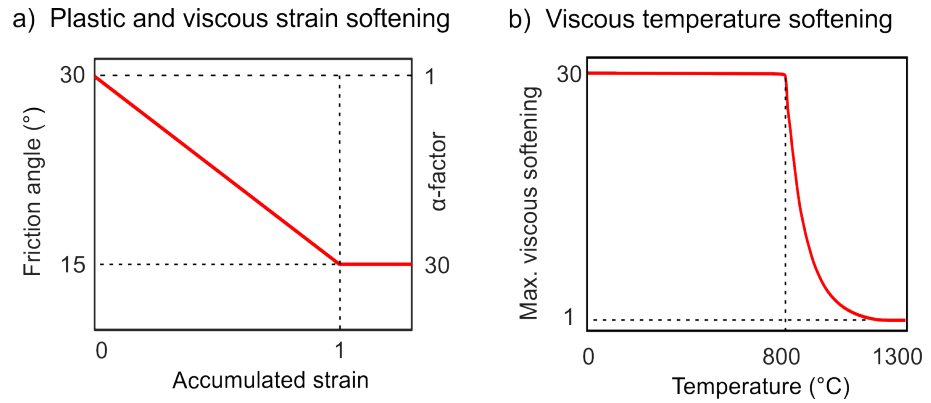 a) Plastic and viscous strain softening
30
15
Friction angle (°)
1
30
α-factor
0
1
Accumulated strain
b) Viscous temperature softening
30
1
Max. viscous softening
0
800
1300
Temperature (°C)